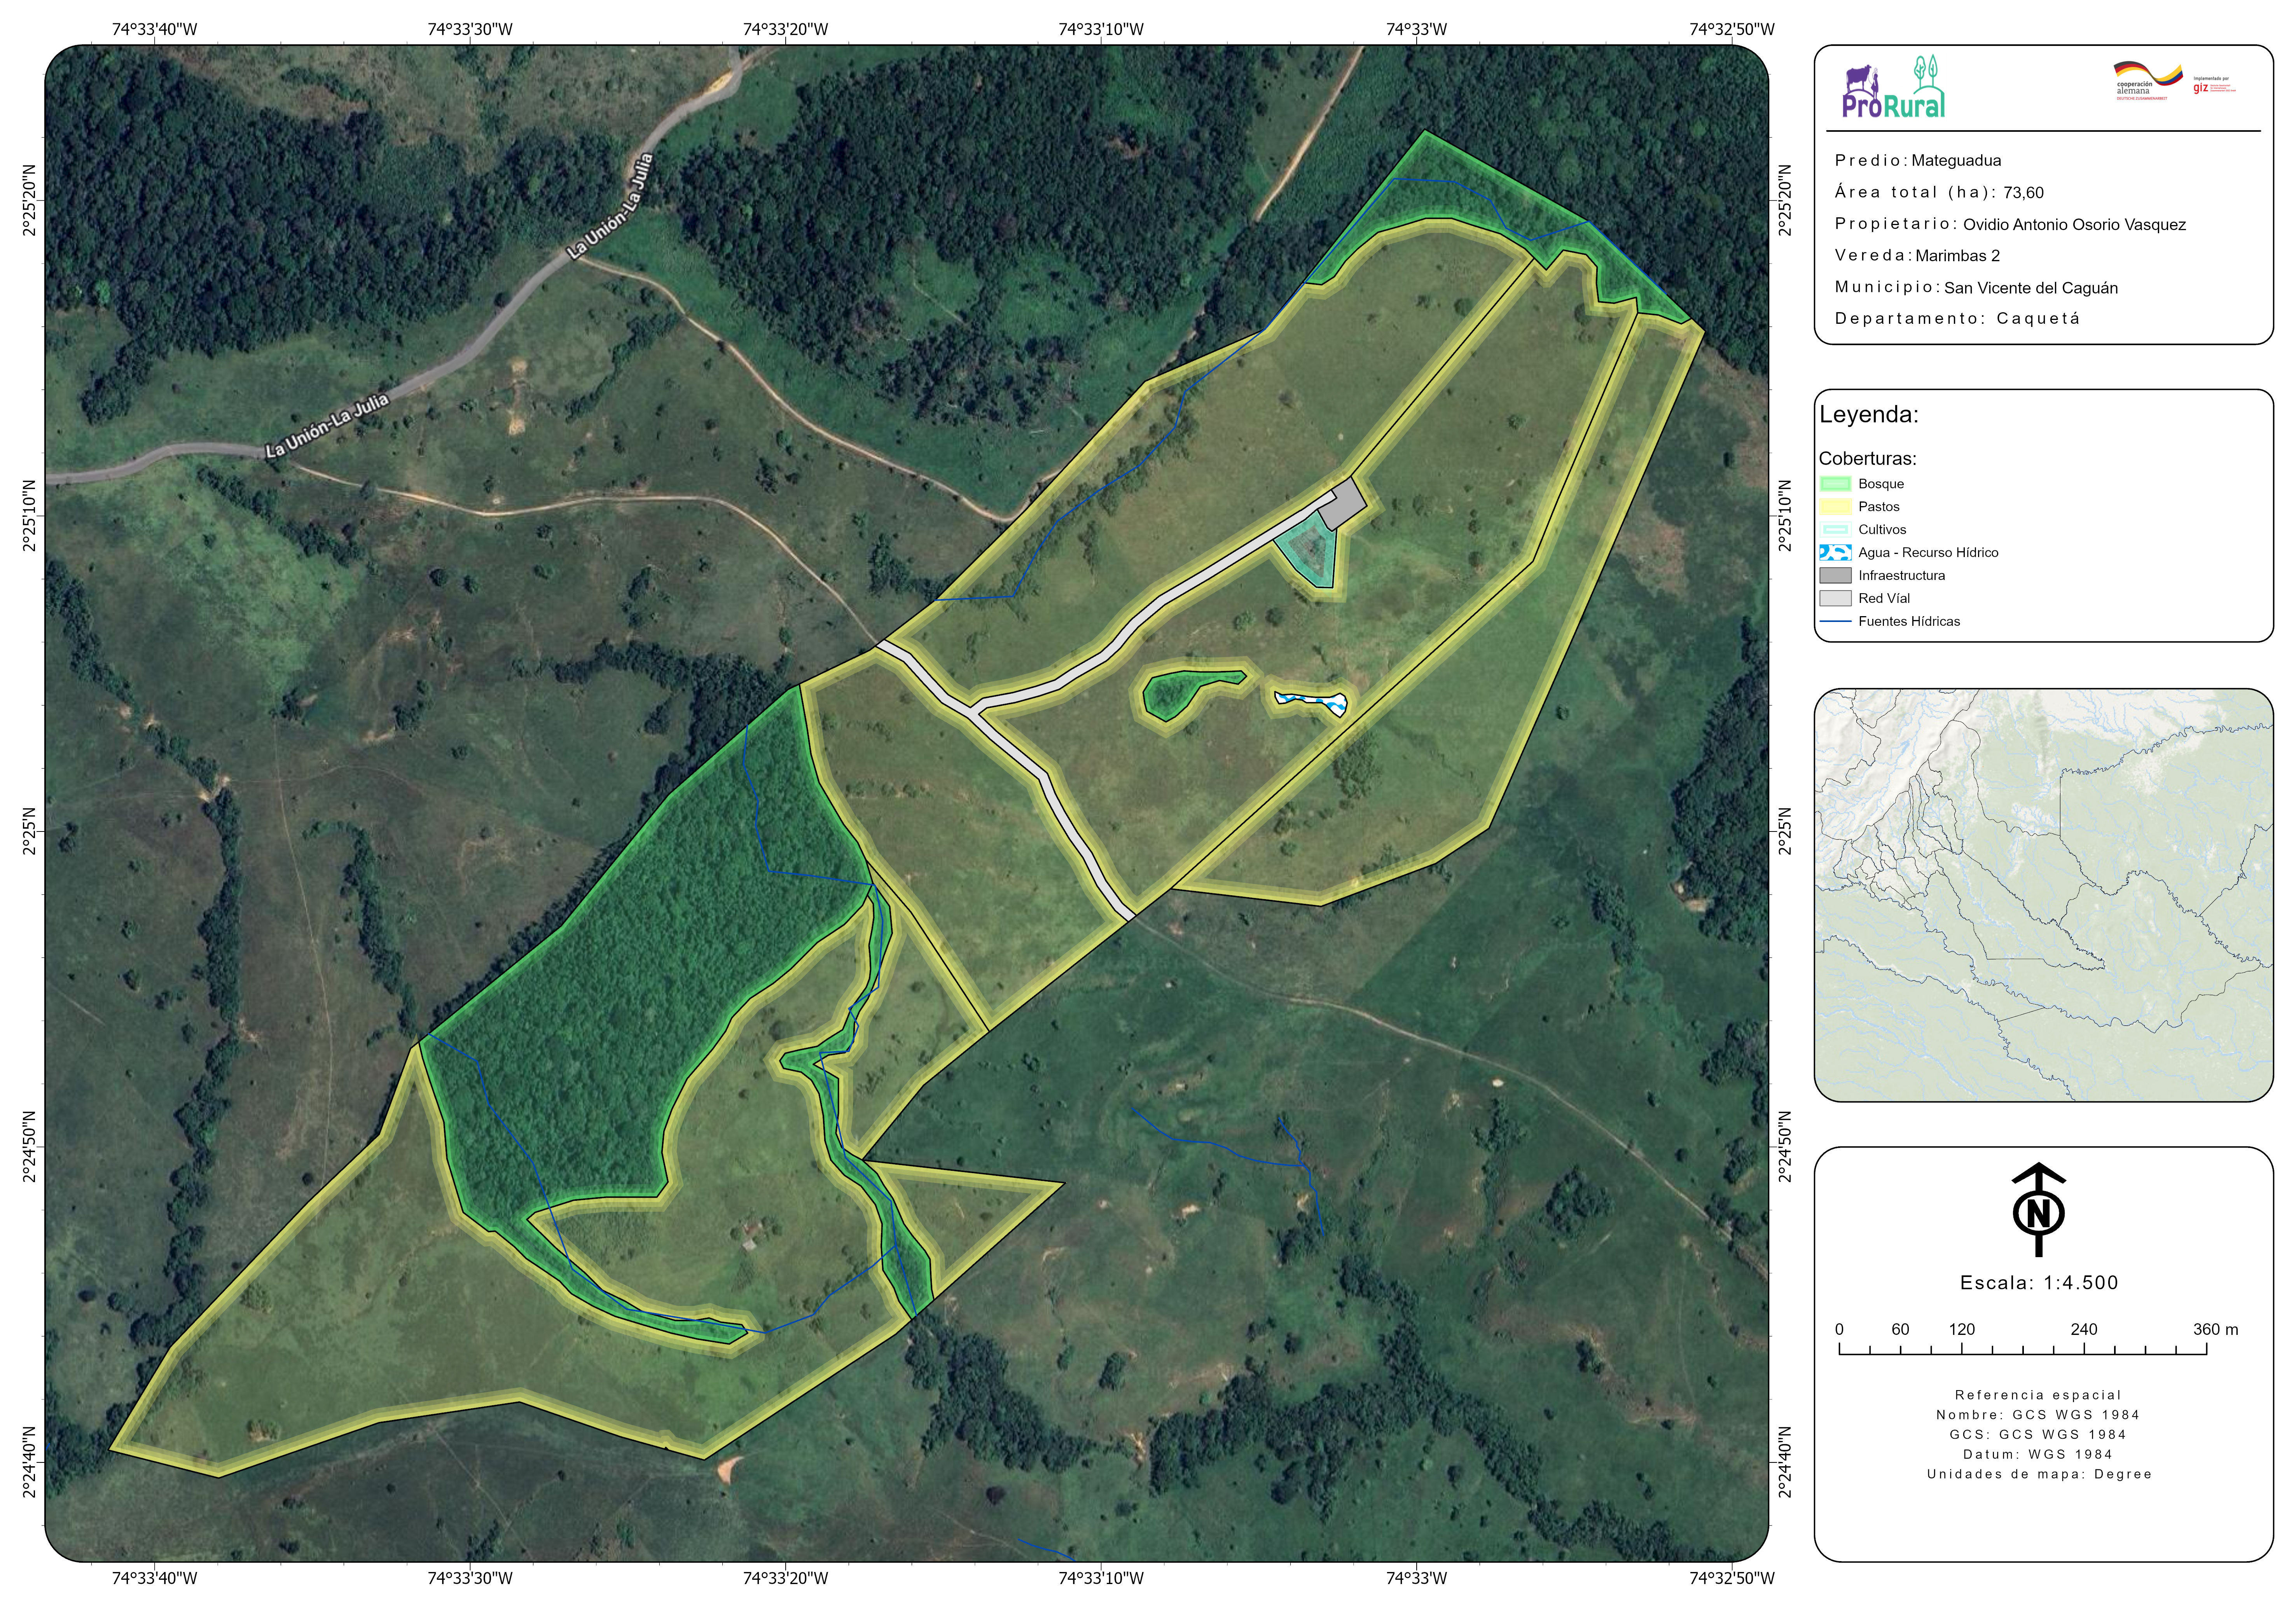 74°33'40"W 74°33'30"W 74°33'20"W 74°33'10"W 74°33'W 74°32'50"W
2°25'20"N
2°25'10"N
2°25'N
2°24'50"N
2°24'40"N
La Unión-La Julia
La Unión-La Julia
2°25'20"N
2°25'10"N
2°25'N
2°24'50"N
2°24'40"N
74°33'40"W 74°33'30"W 74°33'20"W 74°33'10"W 74°33'W 74°32'50"W
ProRural
cooperación
alemana
DEUTSCHE ZUSAMMENARBEIT
Implementada por
giz
Predio: Mateguadua
Área total (ha): 73,60
Propietario: Ovidio Antonio Osorio Vasquez
Vereda: Marimbas 2
Municipio: San Vicente del Caguán
Departamento: Caquetá
Leyenda:
Coberturas:
Bosque
Pastos
Cultivos
Agua - Recurso Hídrico
Infraestructura
Red Víal
Fuentes Hídricas
N
Escala: 1:4.500
0 60 120 240 360 m
Referencia espacial
Nombre: GCS WGS 1984
GCS: GCS WGS 1984
Datum: WGS 1984
Unidades de mapa: Degree